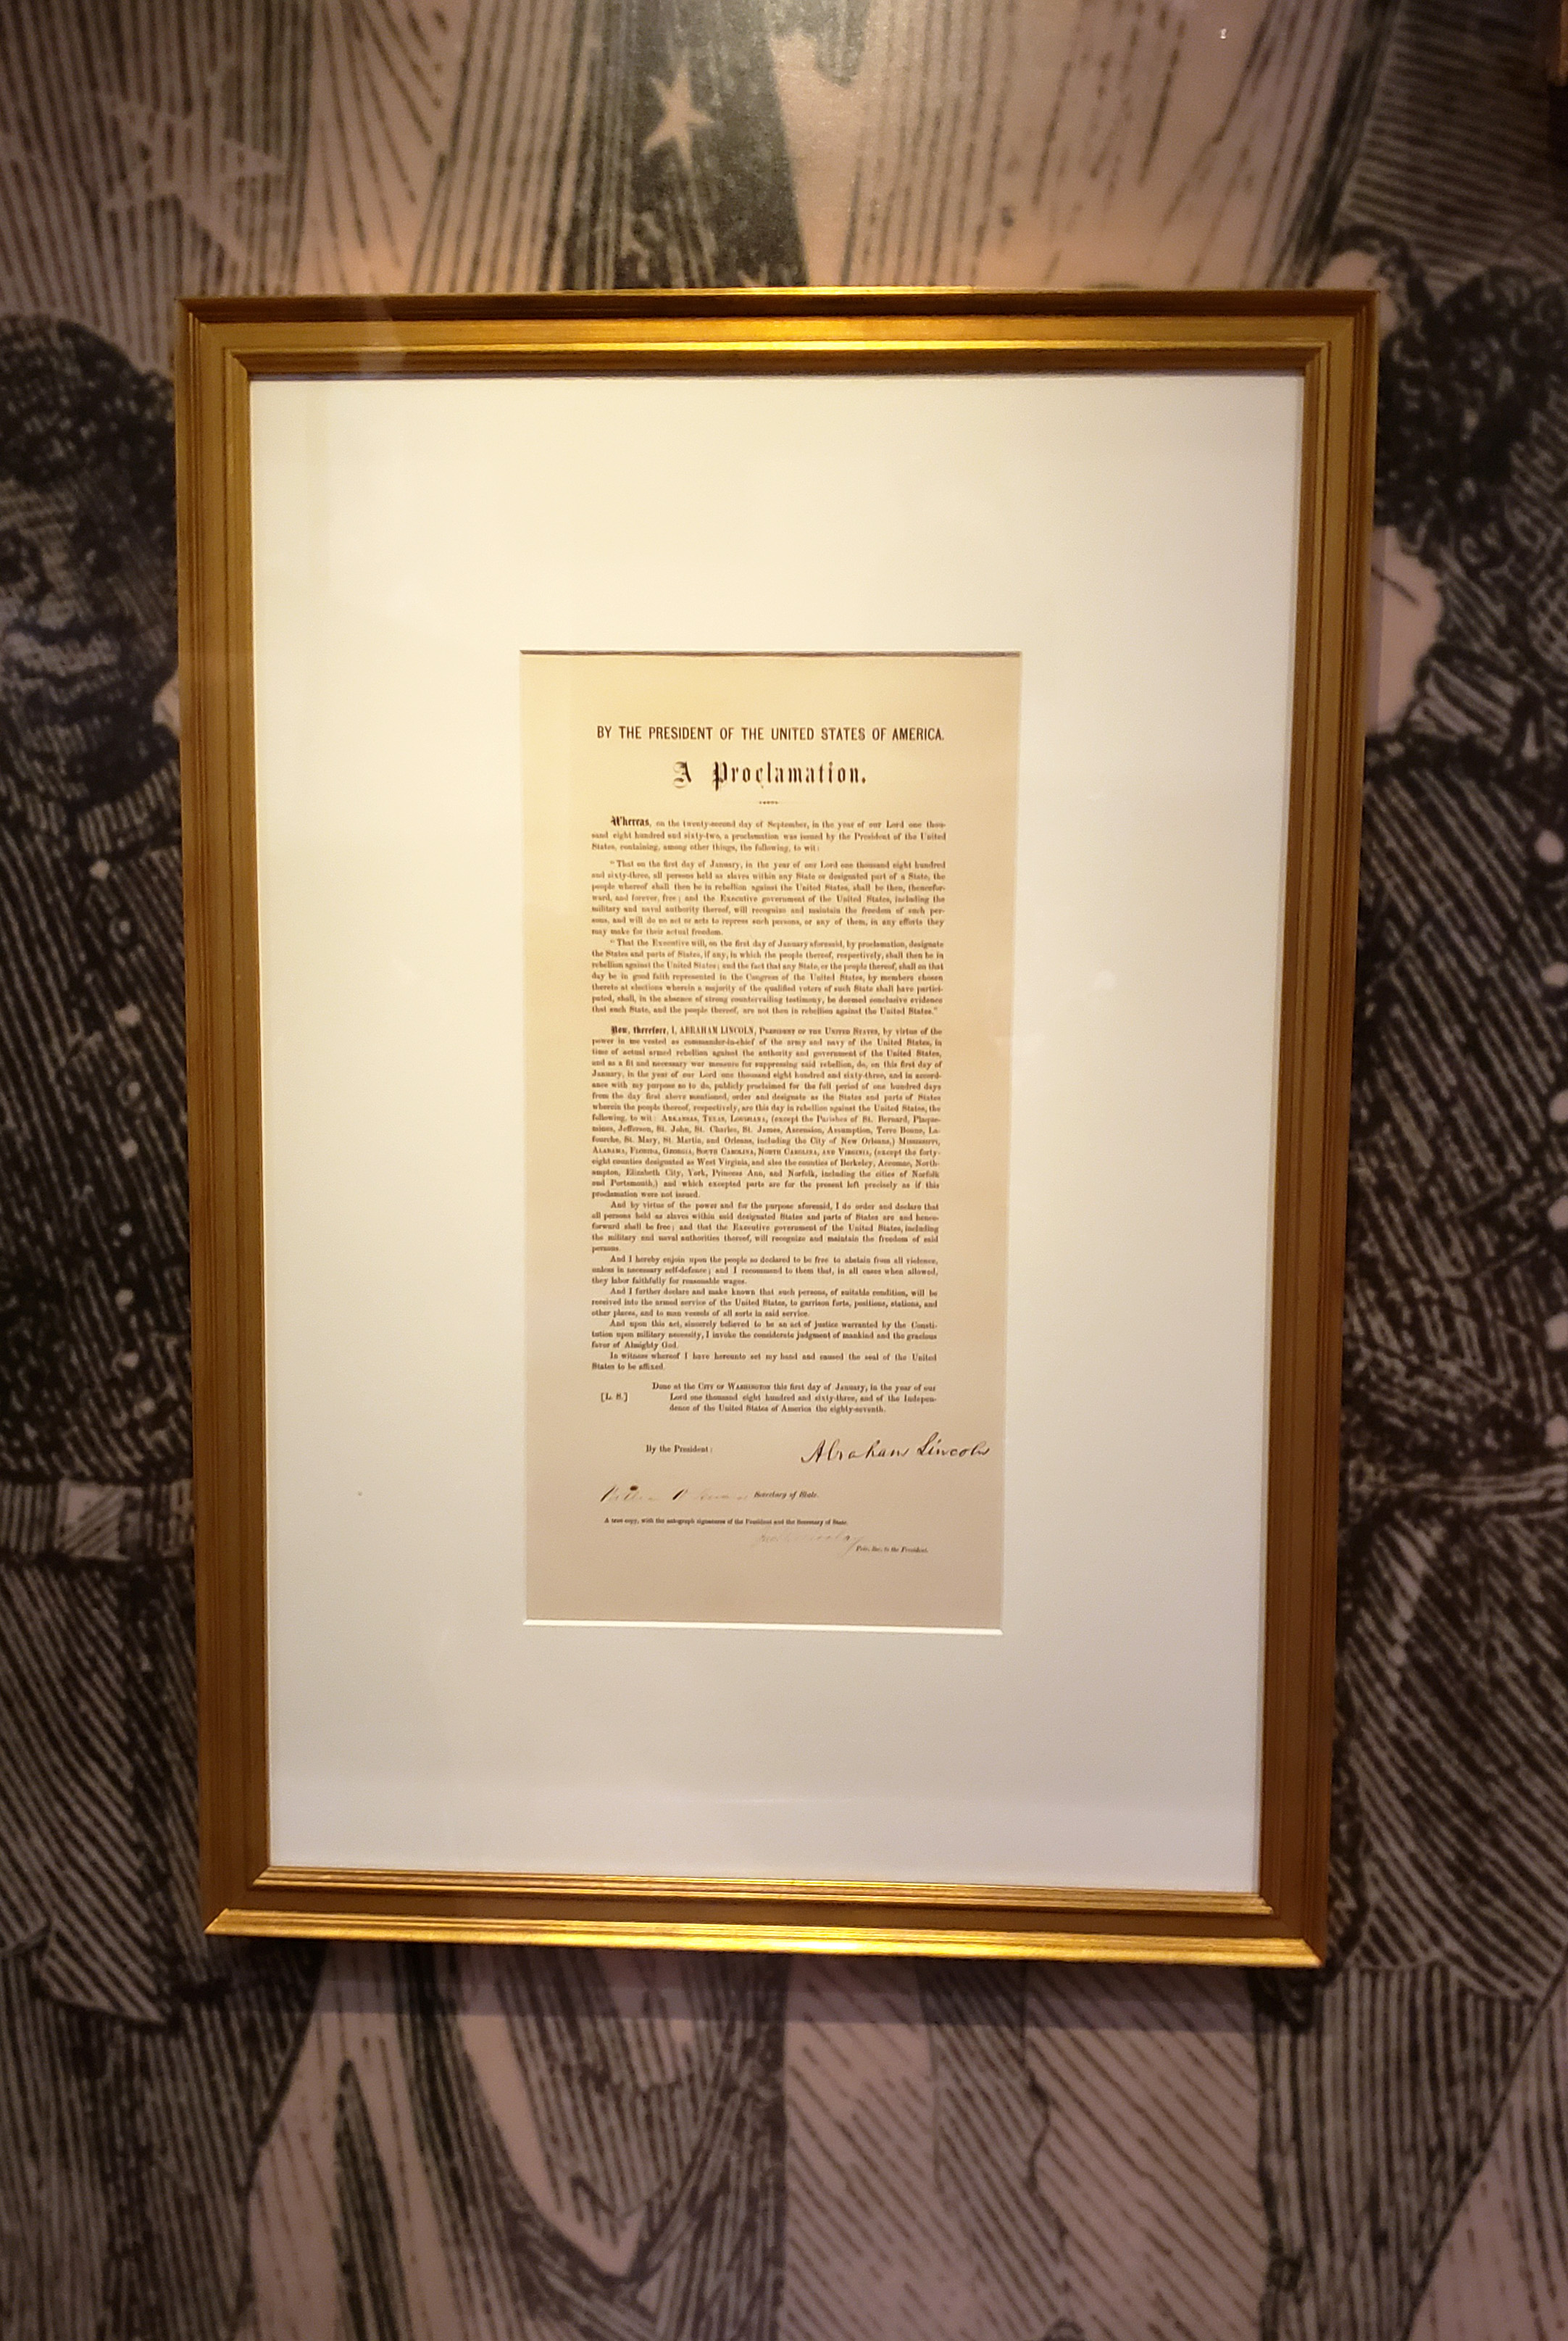 BY THE PRESIDENT OF THE UNITED STATES OF AMERICA.
A Proclamation.
Whereas, on the twenty-second day of September, in the year of our Lord one thou-
sand eight hundred and sixty-two, a proclamation was issued by the President of the United
States, containing, among other things, the following, to wit:
"That on the first day of January, in the year of our Lord one thousand eight hundred
and sixty-three, all persons held as slaves within any State or designated part of a State, the
people whereof shall then be in rebellion against the United States, shall be then, thencefor-
ward, and forever, free; and the Executive government of the United States, including the
military and naval authority thereof, will recognize and maintain the freedom of such per-
sons, and will do no act or acts to repress such persons, or any of them, in any efforts they
may make for their actual freedom.
"That the Executive will, on the first day of January aforesaid, by proclamation, designate
the States and parts of States, if any, in which the people thereof, respectively, shall then be in
rebellion against the United States; and the fact that any State, or the people thereof, shall on that
day be in good faith represented in the Congress of the United States, by members chosen
thereto at elections wherein a majority of the qualified voters of such State shall have partici-
pated, shall, in the absence of strong countervailing testimony, be deemed conclusive evidence
that such State, and the people thereof, are not then in rebellion against the United States."
Now, therefore, I, ABRAHAM LINCOLN, PRESIDENT OF THE UNITED STATES, by virtue of the
power in me vested as commander-in-chief of the army and navy of the United States, in
time of actual armed rebellion against the authority and government of the United States,
and as a fit and necessary war measure for suppressing said rebellion, do, on this first day of
January, in the year of our Lord one thousand eight hundred and sixty-three, and in accord-
ance with my purpose so to do, publicly proclaimed for the full period of one hundred days
from the day first above mentioned, order and designate as the States and parts of States
wherein the people thereof, respectively, are this day in rebellion against the United States, the
following, to wit: ARKANSAS, TEXAS, LOUISIANA, (except the Parishes of St. Bernard, Plaque-
mines, Jefferson, St. John, St. Charles, St. James, Ascension, Assumption, Terre Bonne, La-
fourche, St. Mary, St. Martin, and Orleans, including the City of New Orleans,) MISSISSIPPI,
ALABAMA, FLORIDA, GEORGIA, SOUTH CAROLINA, NORTH CAROLINA, AND VIRGINIA, (except the forty-
eight counties designated as West Virginia, and also the counties of Berkeley, Accomac, North-
ampton, Elizabeth City, York, Princess Ann, and Norfolk, including the cities of Norfolk
and Portsmouth,) and which excepted parts are for the present left precisely as if this
proclamation were not issued.
And by virtue of the power and for the purpose aforesaid, I do order and declare that
all persons held as slaves within said designated States and parts of States are and hence-
forward shall be free; and that the Executive government of the United States, including
the military and naval authorities thereof, will recognize and maintain the freedom of said
persons.
And I hereby enjoin upon the people so declared to be free to abstain from all violence,
unless in necessary self-defence; and I recommend to them that, in all cases when allowed,
they labor faithfully for reasonable wages.
And I further declare and make known that such persons, of suitable condition, will be
received into the armed service of the United States, to garrison forts, positions, stations, and
other places, and to man vessels of all sorts in said service.
And upon this act, sincerely believed to be an act of justice warranted by the Consti-
tution upon military necessity, I invoke the considerate judgment of mankind and the gracious
favor of Almighty God.
In witness whereof I have hereunto set my hand and caused the seal of the United
States to be affixed.
Done at the CITY OF WASHINGTON this first day of January, in the year of our
[L. S.] Lord one thousand eight hundred and sixty-three, and of the Indepen-
dence of the United States of America the eighty-seventh.
By the President: Abraham Lincoln
Secretary of State.
A true copy, with the autograph signatures of the President and the Secretary of State.
Priv. Sec. to the President.